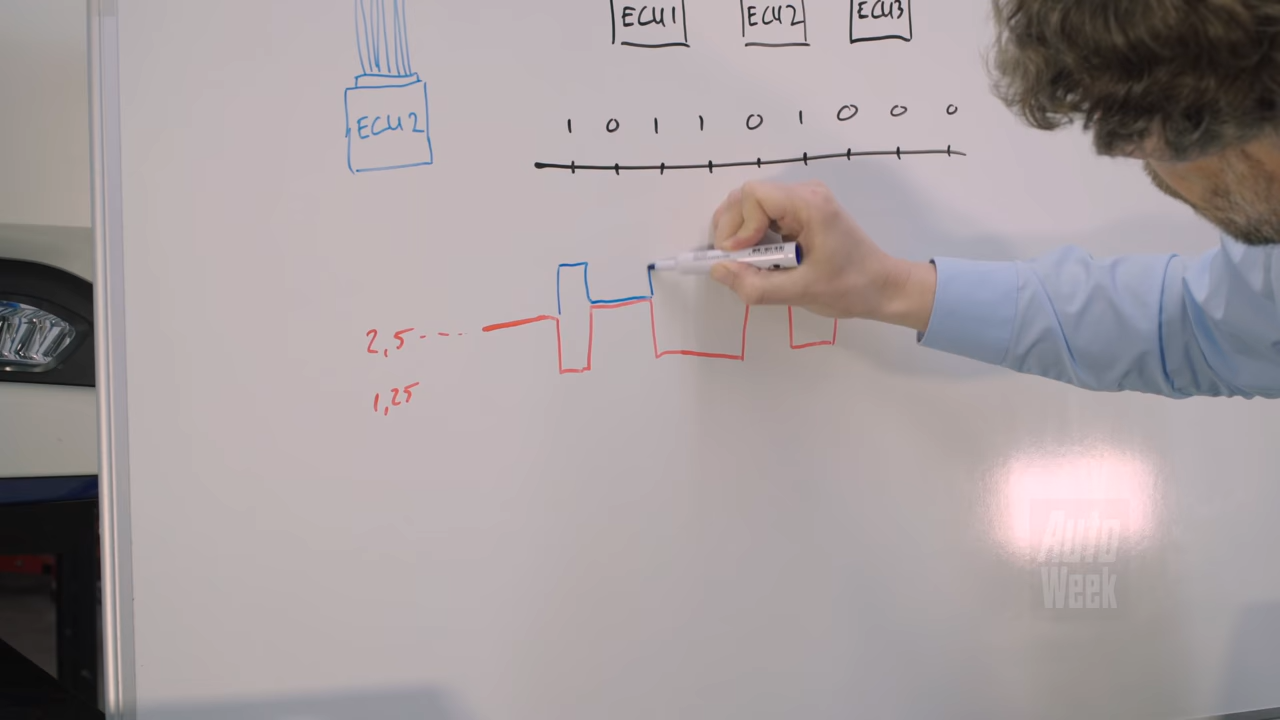 ECU1 ECU2 ECU3
ECU2
1 0 1 1 0 1 0 0 0
2,5
1,25
Auto
Week